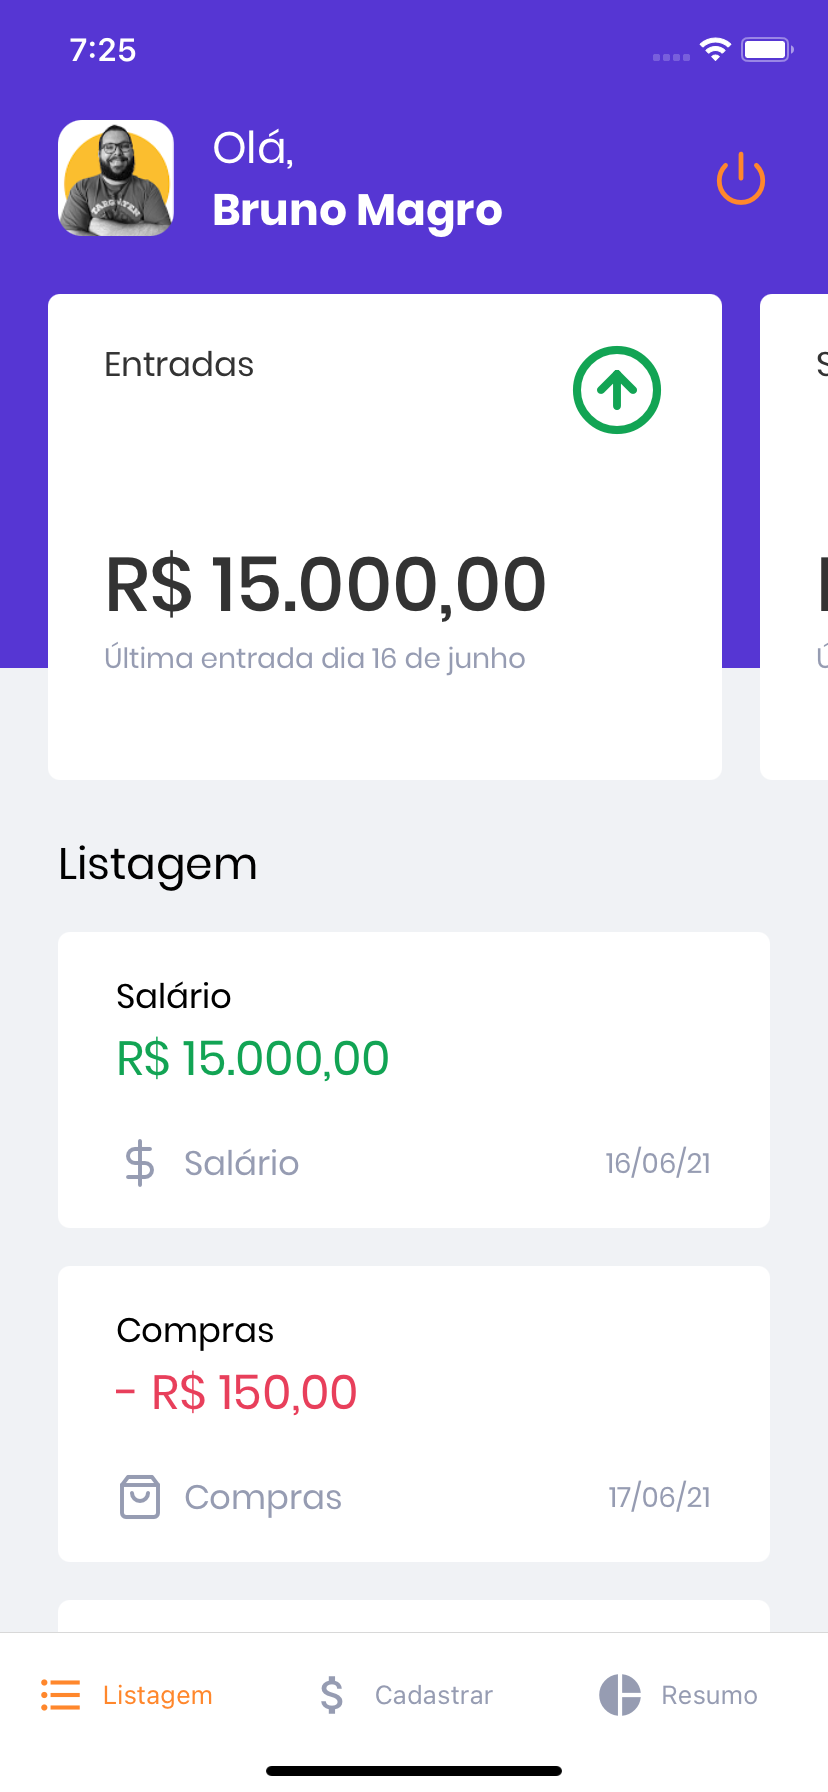 7:25
Olá,
Bruno Magro
Entradas
R$ 15.000,00
Última entrada dia 16 de junho
Listagem
Salário
R$ 15.000,00
Salário
16/06/21
Compras
- R$ 150,00
Compras
17/06/21
Listagem
Cadastrar
Resumo